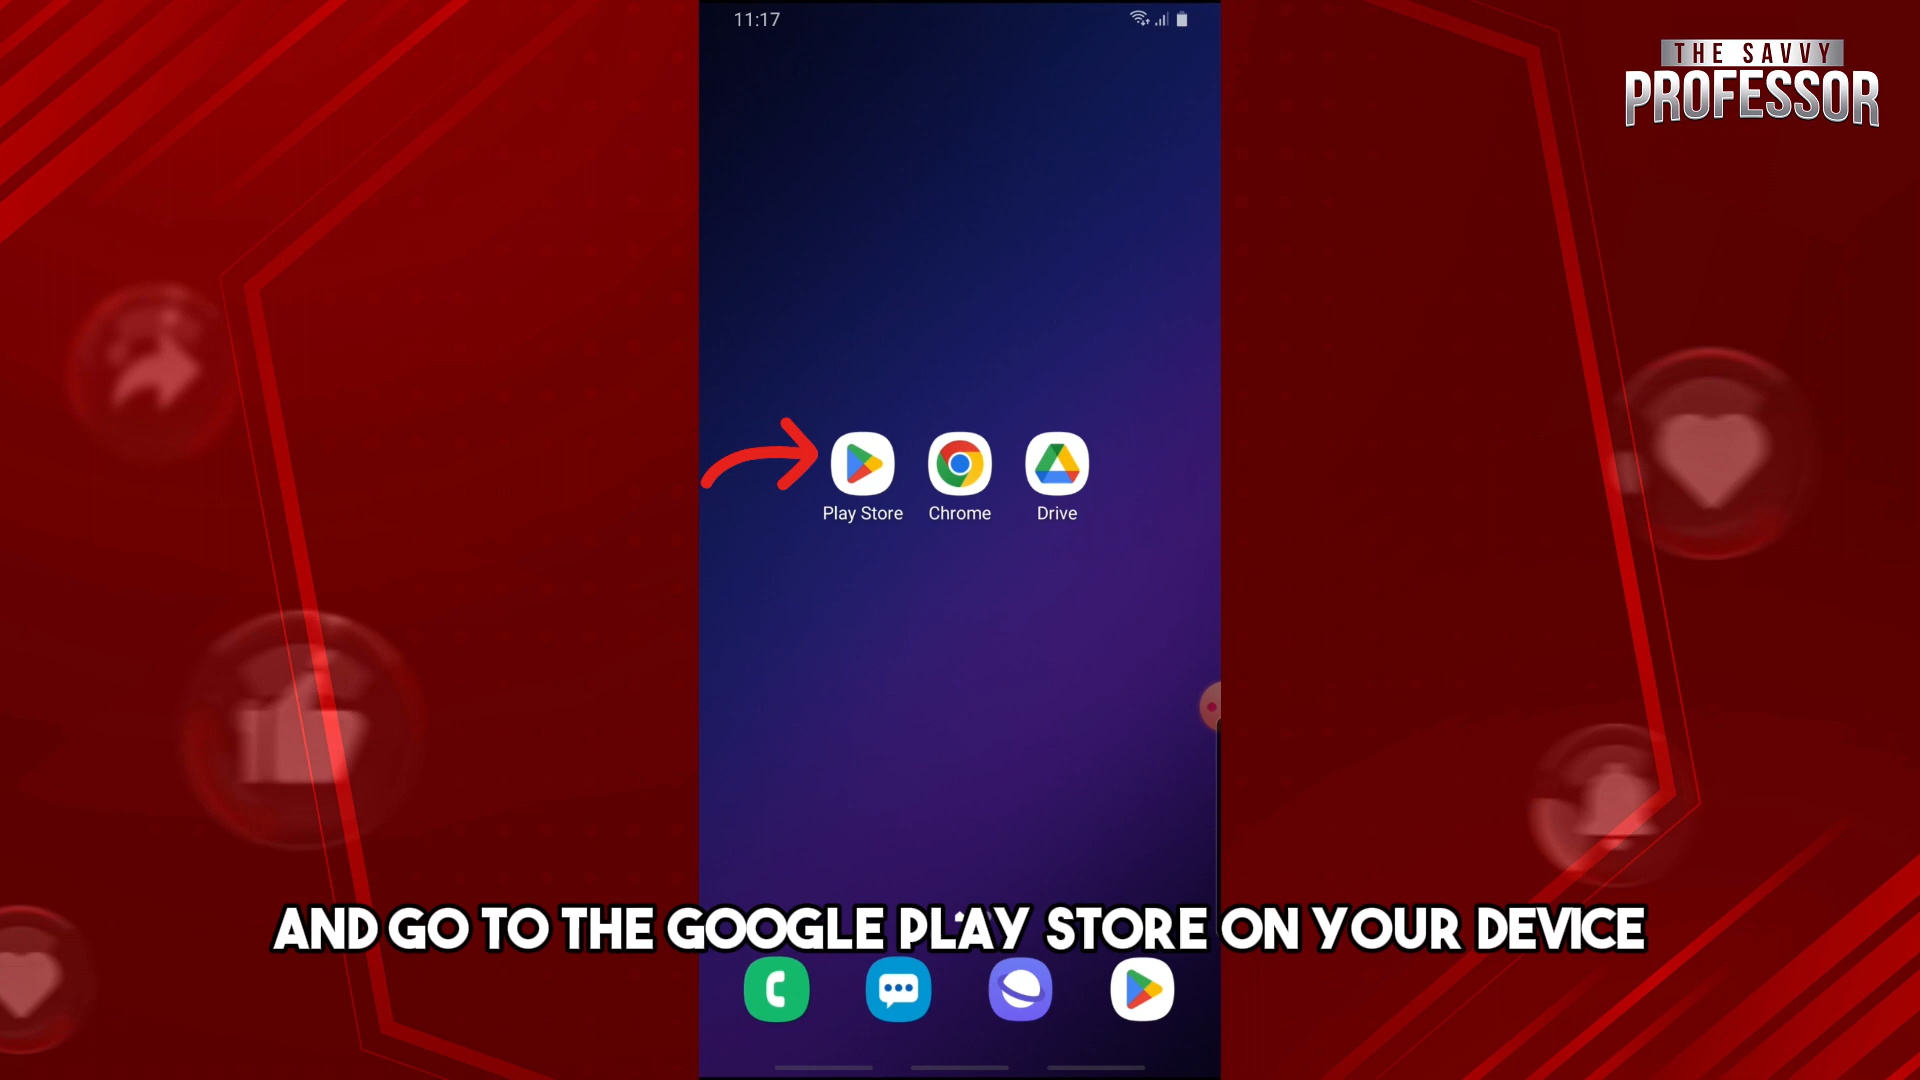 11:17
THE SAVVY
PROFESSOR
Play Store
Chrome
Drive
AND GO TO THE GOOGLE PLAY STORE ON YOUR DEVICE